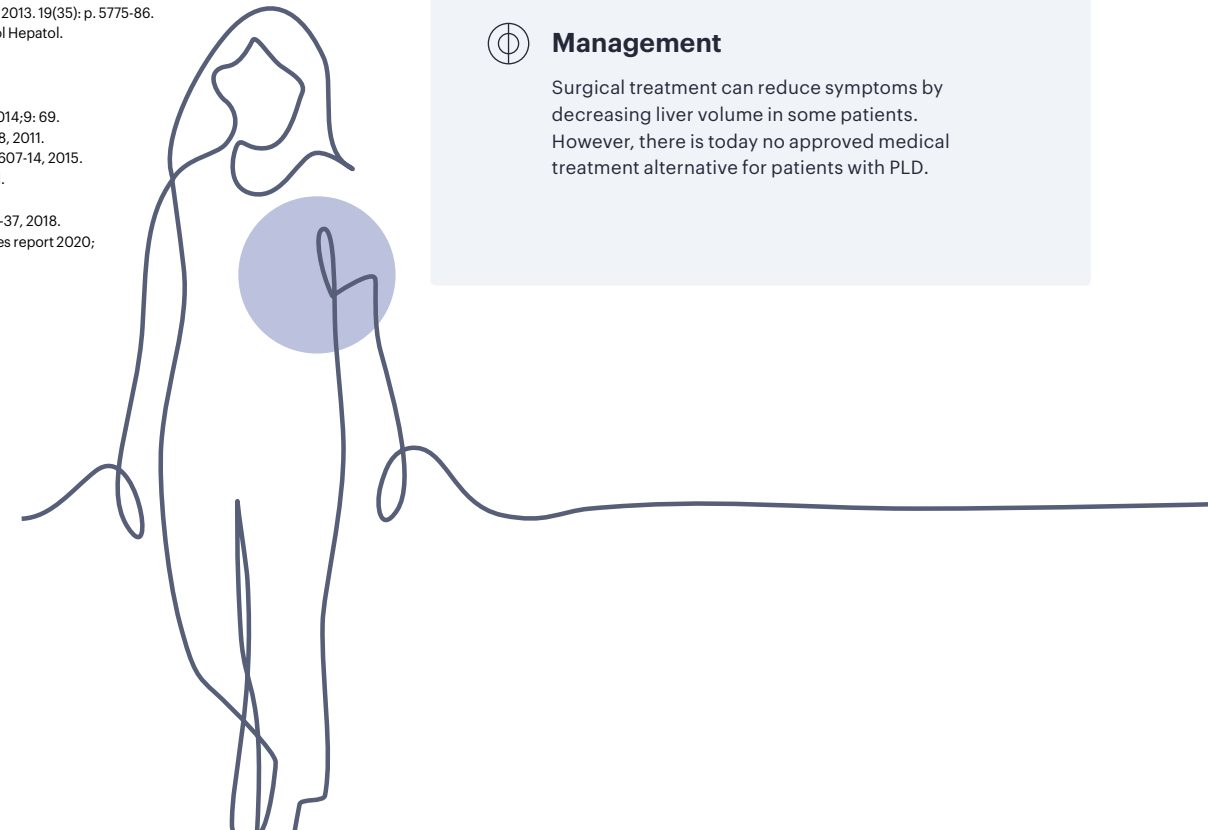 2013. 19(35): p. 5775-86.
ol Hepatol.
014;9: 69.
8, 2011.
607-14, 2015.
-37, 2018.
es report 2020;
Management
Surgical treatment can reduce symptoms by
decreasing liver volume in some patients.
However, there is today no approved medical
treatment alternative for patients with PLD.